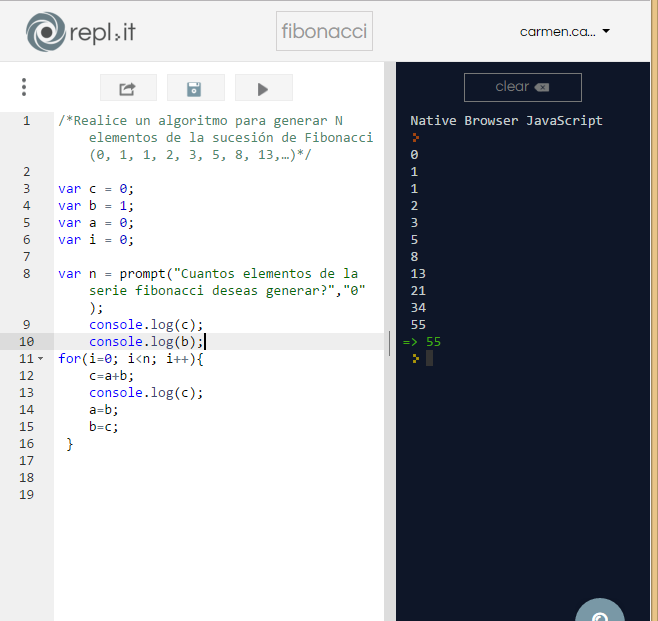 repl.it
fibonacci
carmen.ca...
clear
1 /*Realice un algoritmo para generar N
elementos de la sucesión de Fibonacci
(0, 1, 1, 2, 3, 5, 8, 13,…)*/
2
3 var c = 0;
4 var b = 1;
5 var a = 0;
6 var i = 0;
7
8 var n = prompt("Cuantos elementos de la
serie fibonacci deseas generar?","0"
);
9 console.log(c);
10 console.log(b);
11 for(i=0; i<n; i++){
12 c=a+b;
13 console.log(c);
14 a=b;
15 b=c;
16 }
17
18
19
Native Browser JavaScript
0
1
1
2
3
5
8
13
21
34
55
=> 55